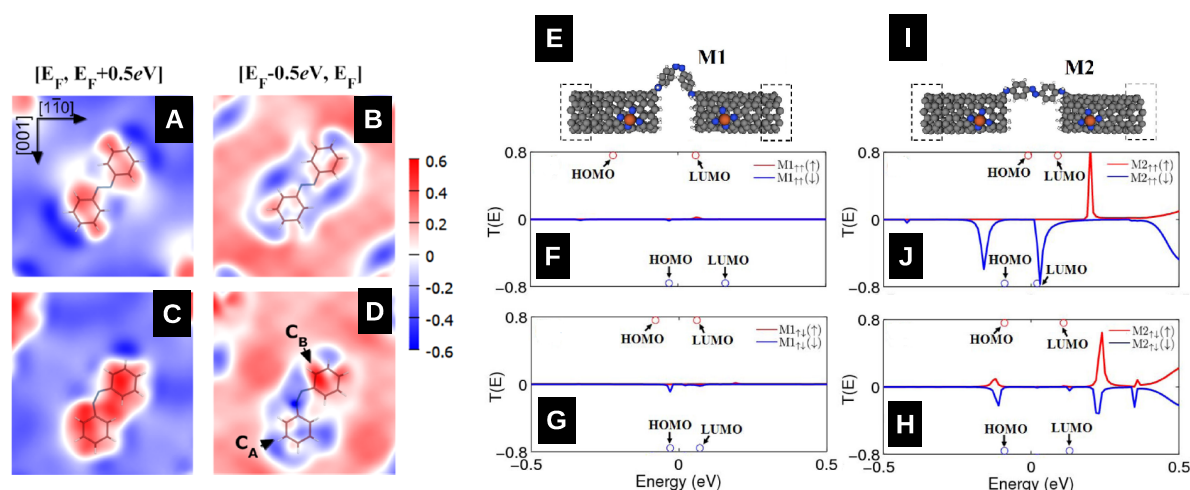 [E_F, E_F+0.5eV]
[E_F-0.5eV, E_F]
A
[11̄0]
[001]
B
C
D
C_B
C_A
0.6
0.4
0.2
0
-0.2
-0.4
-0.6
E
M1
I
M2
0.8
HOMO
LUMO
M1↑↑(↑)
M1↑↑(↓)
T(E)
0
F
HOMO
LUMO
−0.8
0.8
HOMO
LUMO
M1↑↓(↑)
M1↑↓(↓)
T(E)
0
G
HOMO
LUMO
−0.8
−0.5
0
0.5
Energy (eV)
0.8
HOMO
LUMO
M2↑↑(↑)
M2↑↑(↓)
T(E)
0
J
HOMO
LUMO
−0.8
0.8
HOMO
LUMO
M2↑↓(↑)
M2↑↓(↓)
T(E)
0
H
HOMO
LUMO
−0.8
−0.5
0
0.5
Energy (eV)